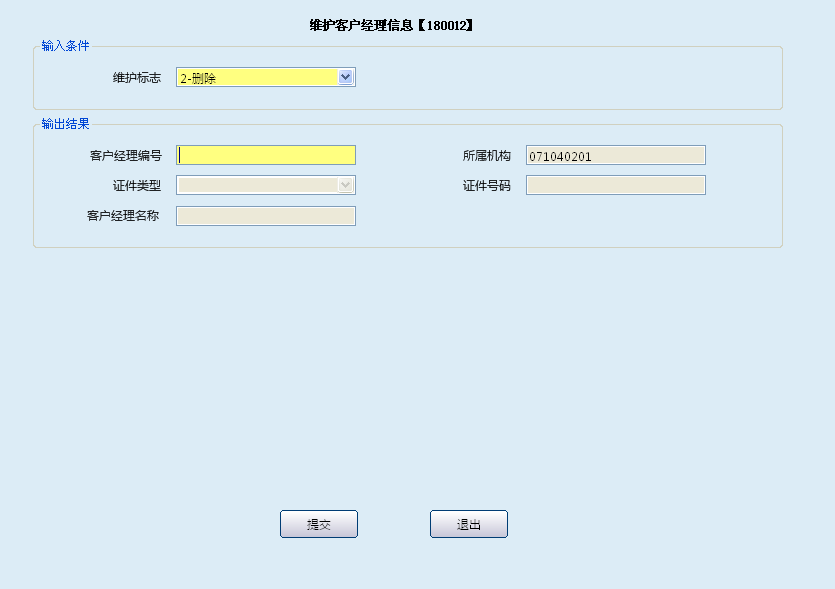 维护客户经理信息【180012】
输入条件
维护标志 2-删除
输出结果
客户经理编号 所属机构 071040201
证件类型 证件号码
客户经理名称
提交 退出